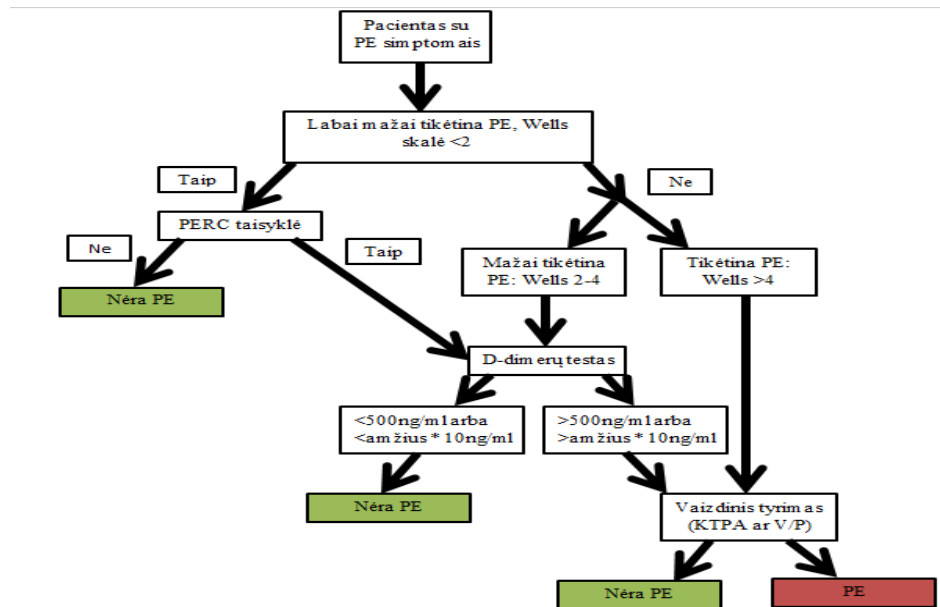 Pacientas su
PE simptomais
Labai mažai tikėtina PE, Wells
skalė <2
Taip
Ne
PERC taisyklė
Ne
Taip
Mažai tikėtina
PE: Wells 2-4
Tikėtina PE:
Wells >4
Nėra PE
D-dimerų testas
<500ng/ml arba
<amžius * 10ng/ml
>500ng/ml arba
>amžius * 10ng/ml
Nėra PE
Vaizdinis tyrimas
(KTPA ar V/P)
Nėra PE
PE